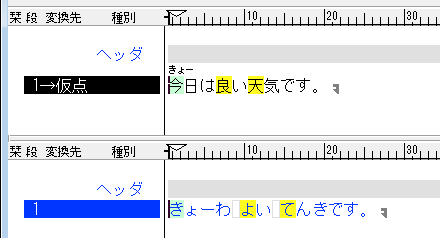 栞 段 変換先 種別 10 20 30
ヘッダ
きょー
1→仮点 今日は良い天気です。
栞 段 変換先 種別 10 20 30
ヘッダ
1 きょーわ よい てんきです。